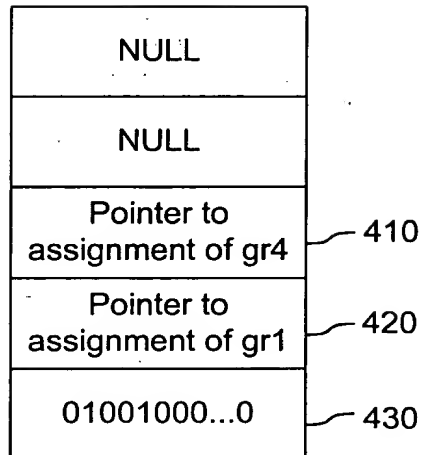 NULL
NULL
Pointer to
assignment of gr4
410
Pointer to
assignment of gr1
420
01001000...0
430